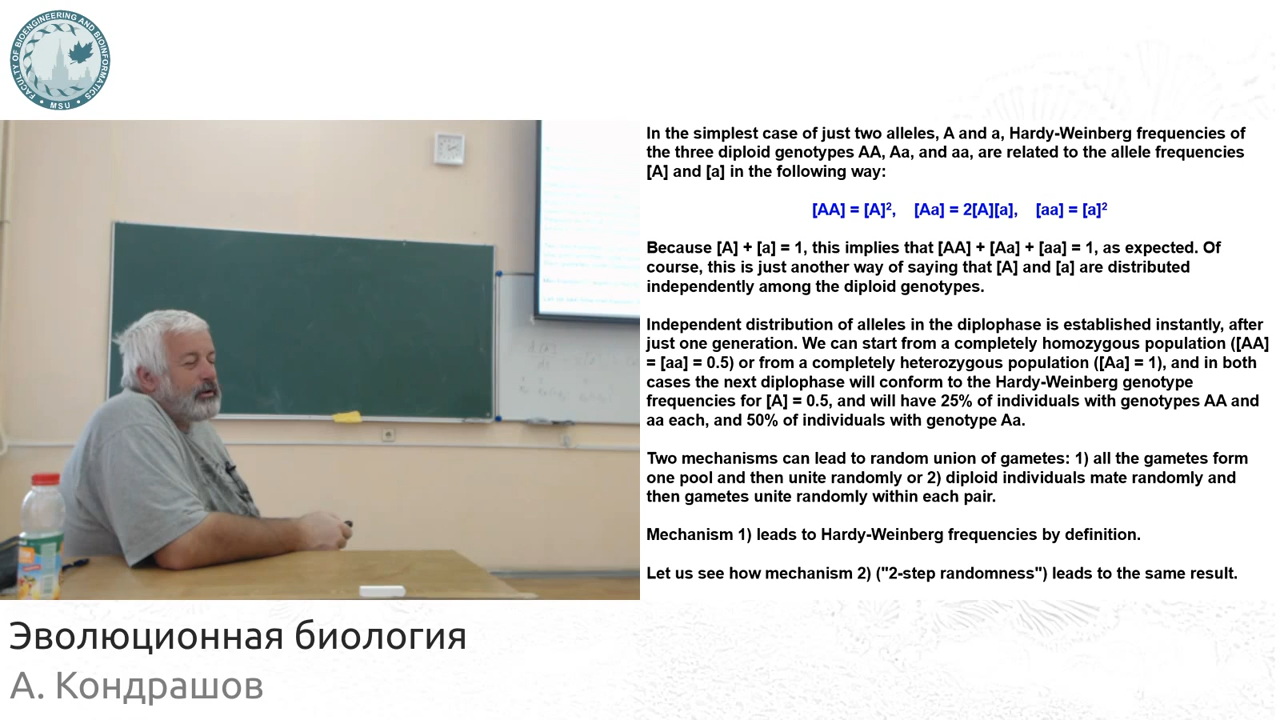 FACULTY OF BIOENGINEERING AND BIOINFORMATICS
• MSU •
In the simplest case of just two alleles, A and a, Hardy-Weinberg frequencies of
the three diploid genotypes AA, Aa, and aa, are related to the allele frequencies
[A] and [a] in the following way:
[AA] = [A]², [Aa] = 2[A][a], [aa] = [a]²
Because [A] + [a] = 1, this implies that [AA] + [Aa] + [aa] = 1, as expected. Of
course, this is just another way of saying that [A] and [a] are distributed
independently among the diploid genotypes.
Independent distribution of alleles in the diplophase is established instantly, after
just one generation. We can start from a completely homozygous population ([AA]
= [aa] = 0.5) or from a completely heterozygous population ([Aa] = 1), and in both
cases the next diplophase will conform to the Hardy-Weinberg genotype
frequencies for [A] = 0.5, and will have 25% of individuals with genotypes AA and
aa each, and 50% of individuals with genotype Aa.
Two mechanisms can lead to random union of gametes: 1) all the gametes form
one pool and then unite randomly or 2) diploid individuals mate randomly and
then gametes unite randomly within each pair.
Mechanism 1) leads to Hardy-Weinberg frequencies by definition.
Let us see how mechanism 2) ("2-step randomness") leads to the same result.
Эволюционная биология
А. Кондрашов